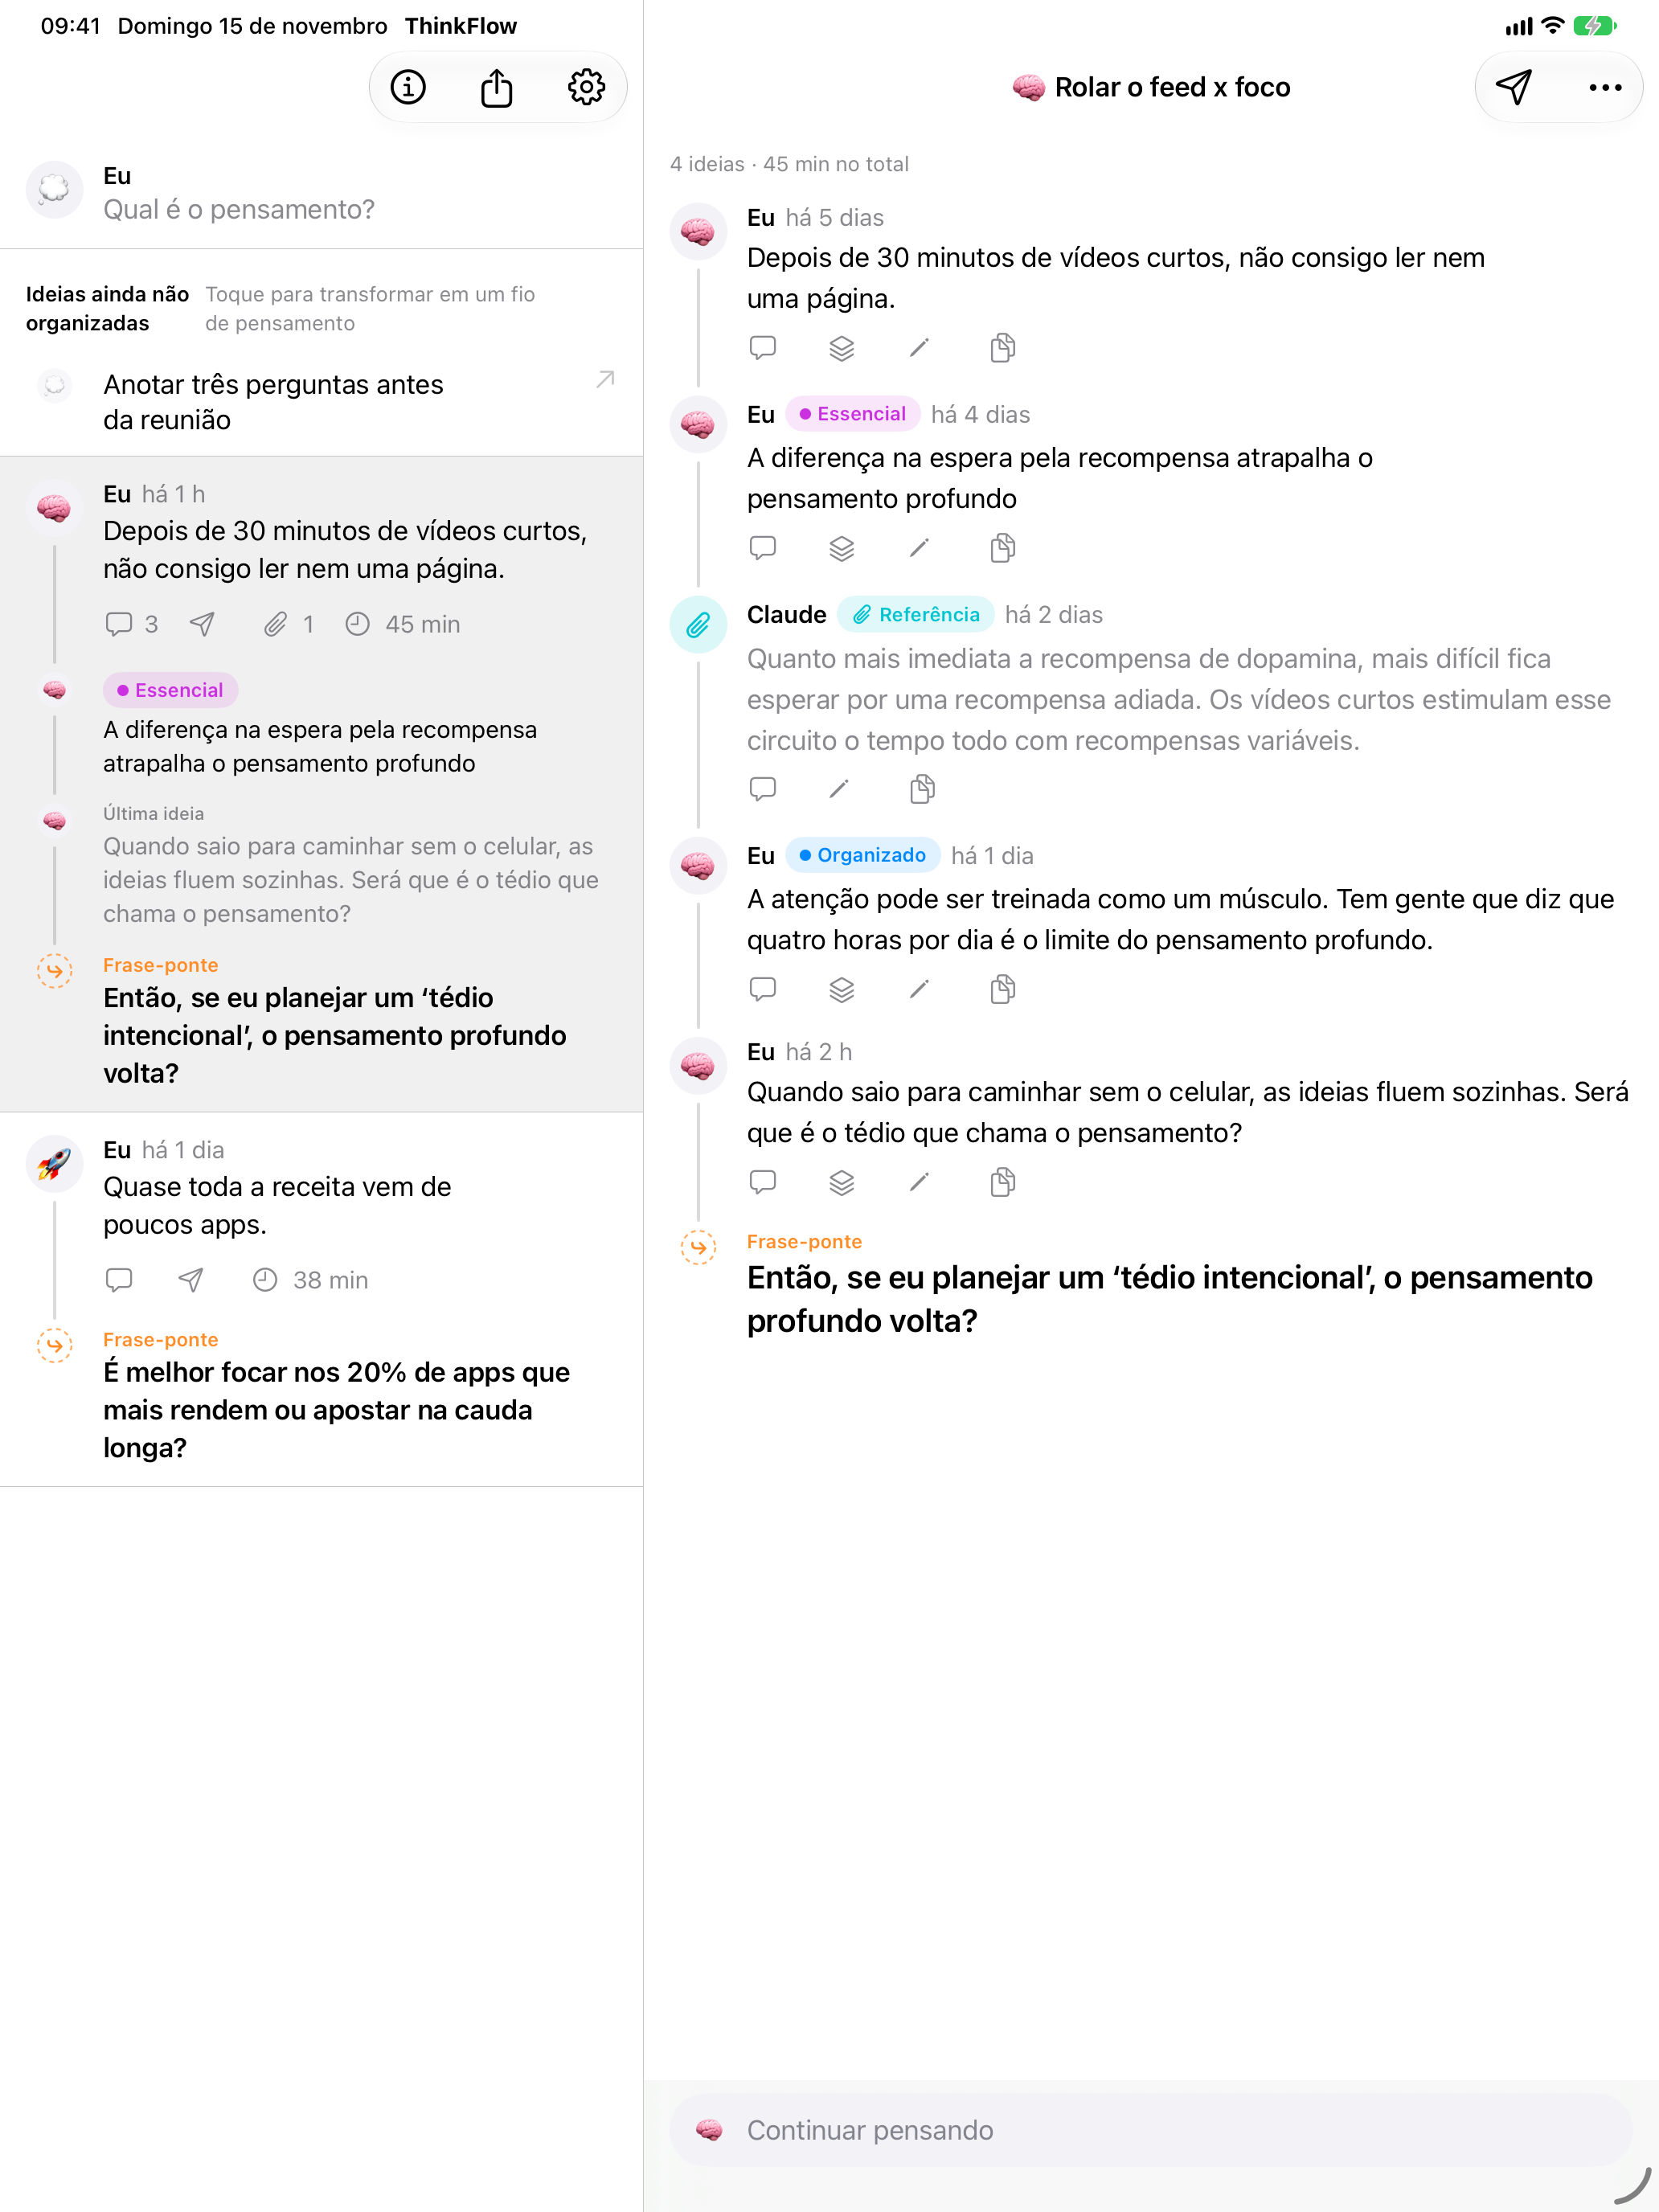 09:41 Domingo 15 de novembro ThinkFlow
Eu
Qual é o pensamento?
Ideias ainda não
organizadas
Toque para transformar em um fio
de pensamento
Anotar três perguntas antes
da reunião
Eu há 1 h
Depois de 30 minutos de vídeos curtos,
não consigo ler nem uma página.
3 1 45 min
Essencial
A diferença na espera pela recompensa
atrapalha o pensamento profundo
Última ideia
Quando saio para caminhar sem o celular, as
ideias fluem sozinhas. Será que é o tédio que
chama o pensamento?
Frase-ponte
Então, se eu planejar um ‘tédio
intencional’, o pensamento profundo
volta?
Eu há 1 dia
Quase toda a receita vem de
poucos apps.
38 min
Frase-ponte
É melhor focar nos 20% de apps que
mais rendem ou apostar na cauda
longa?
Rolar o feed x foco
4 ideias · 45 min no total
Eu há 5 dias
Depois de 30 minutos de vídeos curtos, não consigo ler nem
uma página.
Eu Essencial há 4 dias
A diferença na espera pela recompensa atrapalha o
pensamento profundo
Claude Referência há 2 dias
Quanto mais imediata a recompensa de dopamina, mais difícil fica
esperar por uma recompensa adiada. Os vídeos curtos estimulam esse
circuito o tempo todo com recompensas variáveis.
Eu Organizado há 1 dia
A atenção pode ser treinada como um músculo. Tem gente que diz que
quatro horas por dia é o limite do pensamento profundo.
Eu há 2 h
Quando saio para caminhar sem o celular, as ideias fluem sozinhas. Será
que é o tédio que chama o pensamento?
Frase-ponte
Então, se eu planejar um ‘tédio intencional’, o pensamento
profundo volta?
Continuar pensando